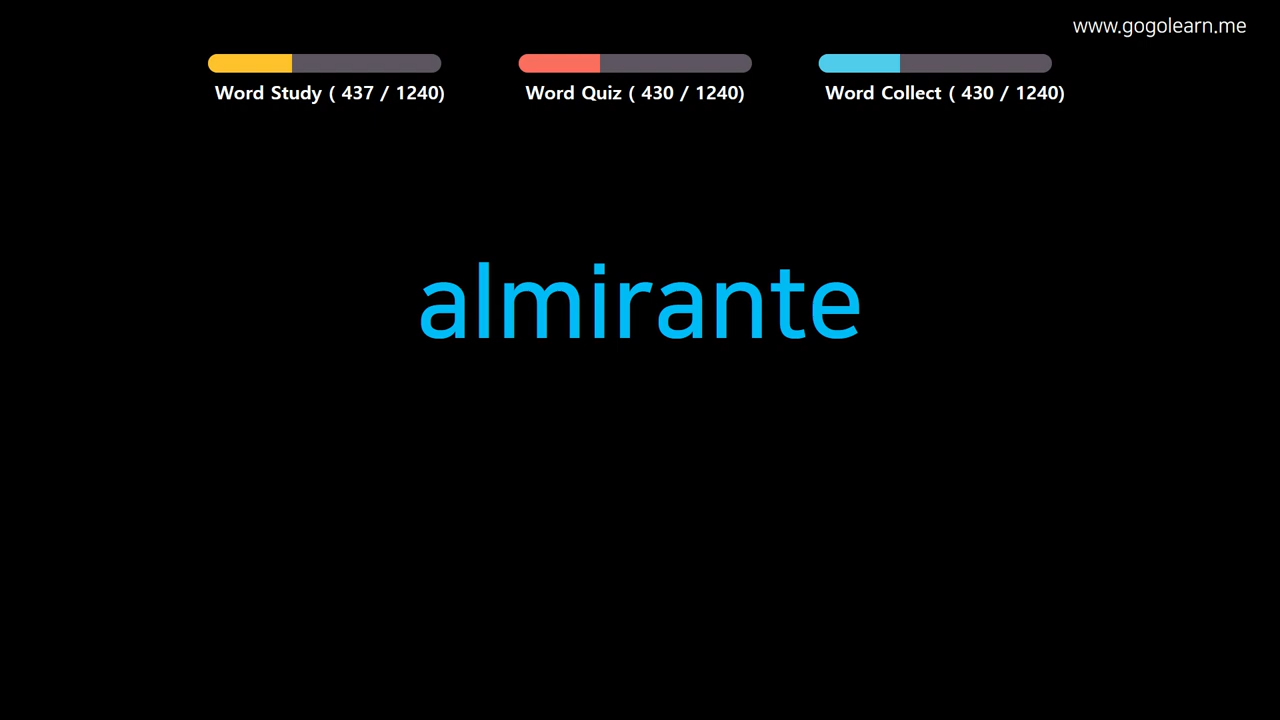 www.gogolearn.me
Word Study ( 437 / 1240)
Word Quiz ( 430 / 1240)
Word Collect ( 430 / 1240)
almirante